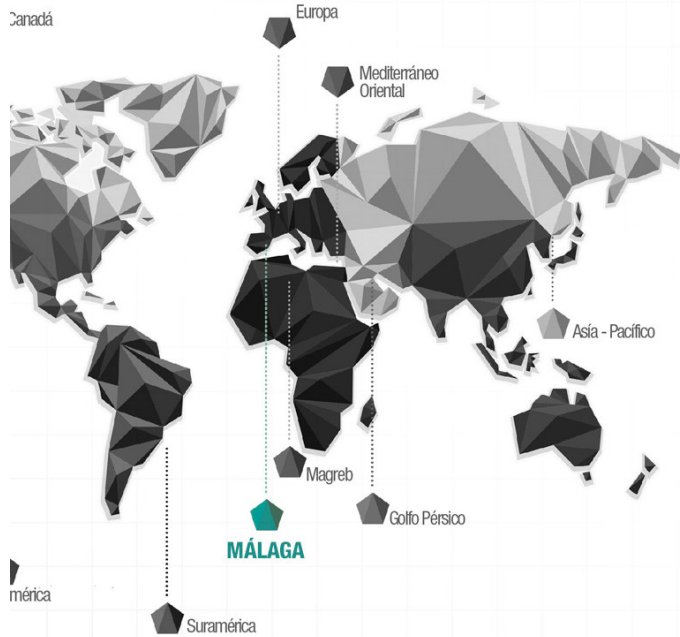 Canadá
Europa
Mediterráneo
Oriental
Asía - Pacífico
Magreb
Golfo Pérsico
MÁLAGA
mérica
Suramérica